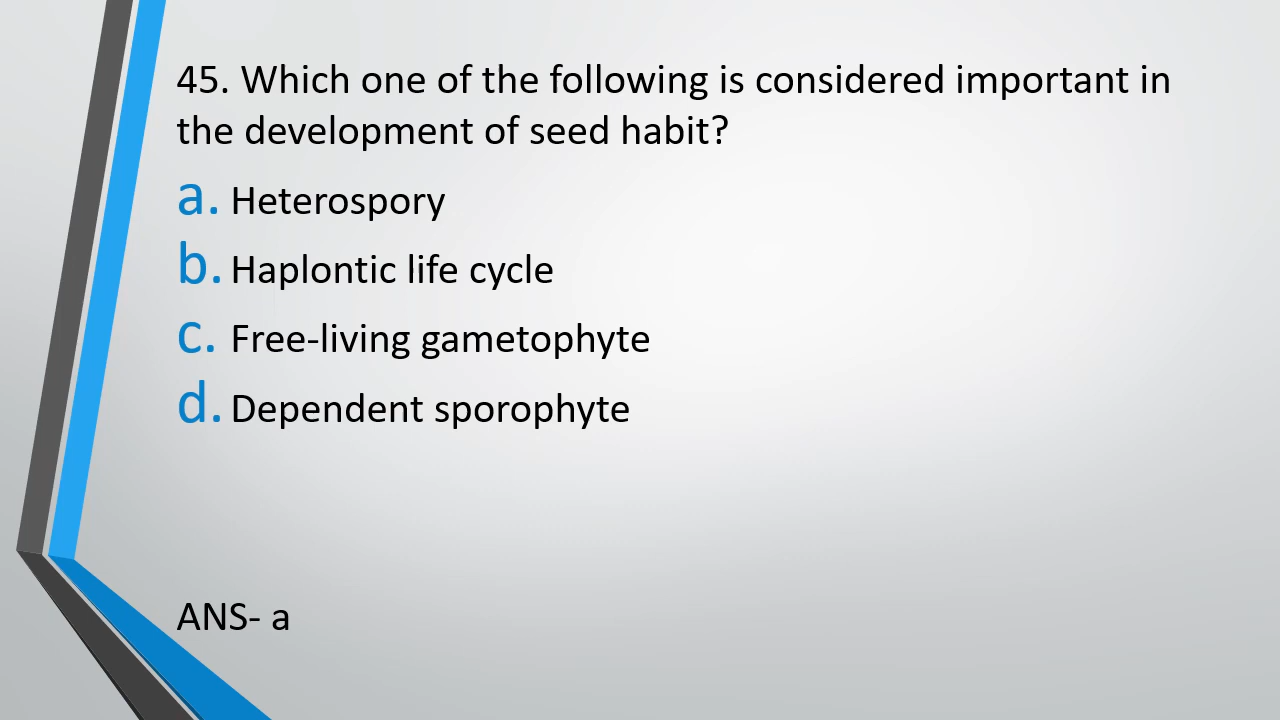 45. Which one of the following is considered important in
the development of seed habit?
a. Heterospory
b. Haplontic life cycle
c. Free-living gametophyte
d. Dependent sporophyte
ANS- a